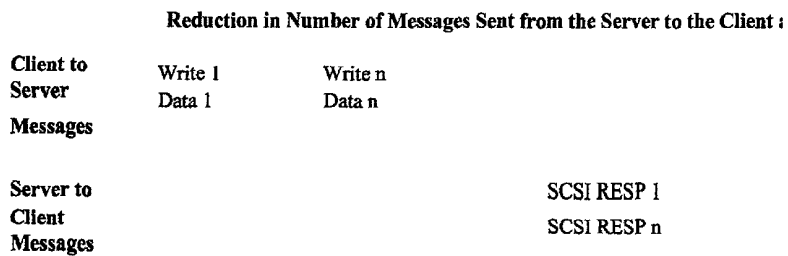 Reduction in Number of Messages Sent from the Server to the Client
Client to
Server
Messages
Write 1 Write n
Data 1 Data n
Server to
Client
Messages
SCSI RESP 1
SCSI RESP n